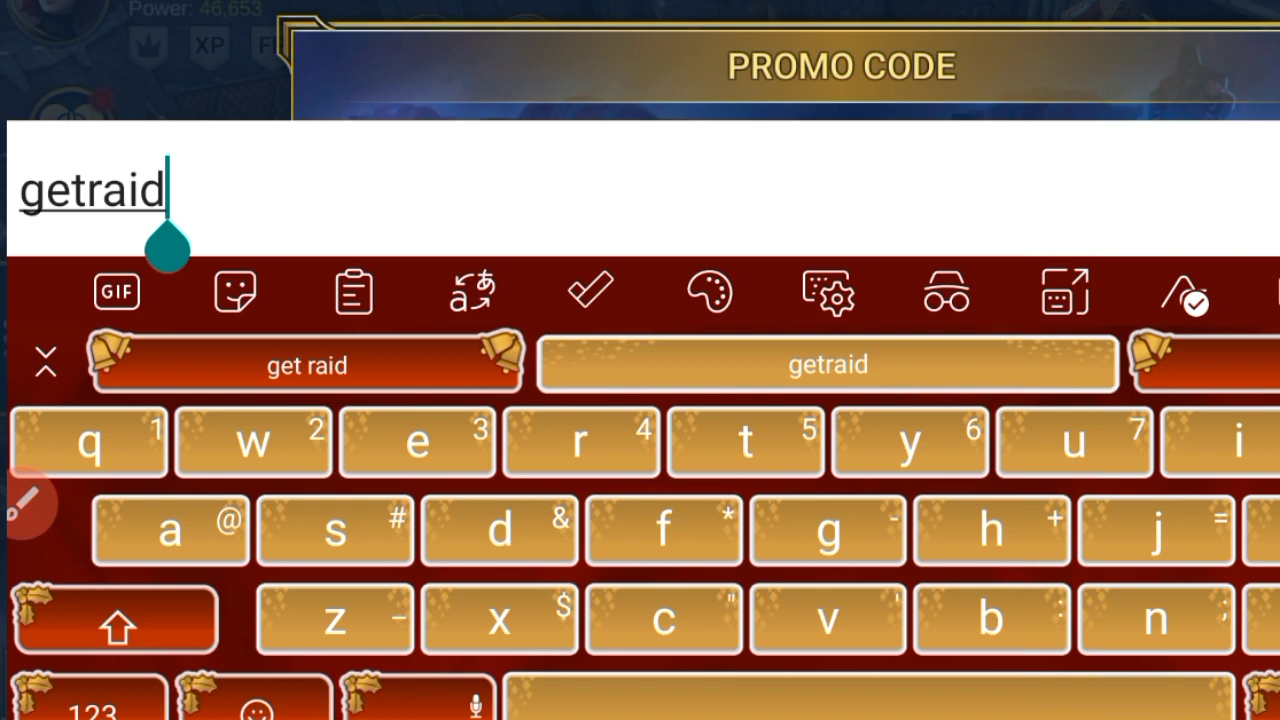 Power: 46,653
XP
PROMO CODE
getraid
GIF
get raid
getraid
q 1 w 2 e 3 r 4 t 5 y 6 u 7 i
a @ s # d & f * g - h + j =
z _ x $ c " v ' b : n ;
123